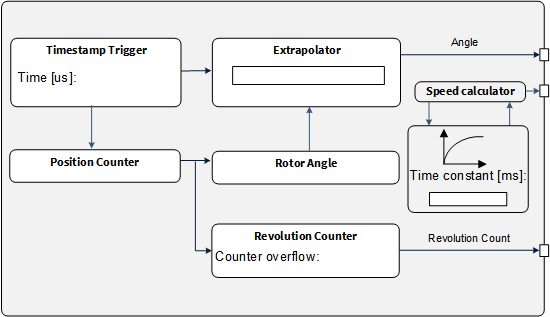 Timestamp Trigger
Time [us]:
Extrapolator
Angle
Speed calculator
Time constant [ms]:
Position Counter
Rotor Angle
Revolution Counter
Counter overflow:
Revolution Count